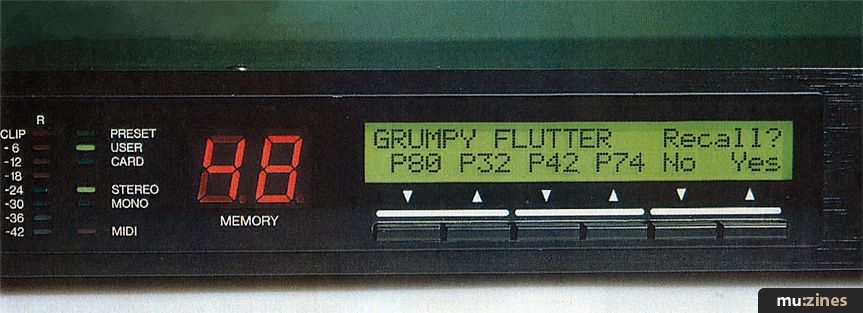 R
CLIP
- 6
-12
-18
-24
-30
-36
-42
PRESET
USER
CARD
STEREO
MONO
MIDI
48
MEMORY
GRUMPY FLUTTER Recall?
P80 P32 P42 P74 No Yes
mu:zines